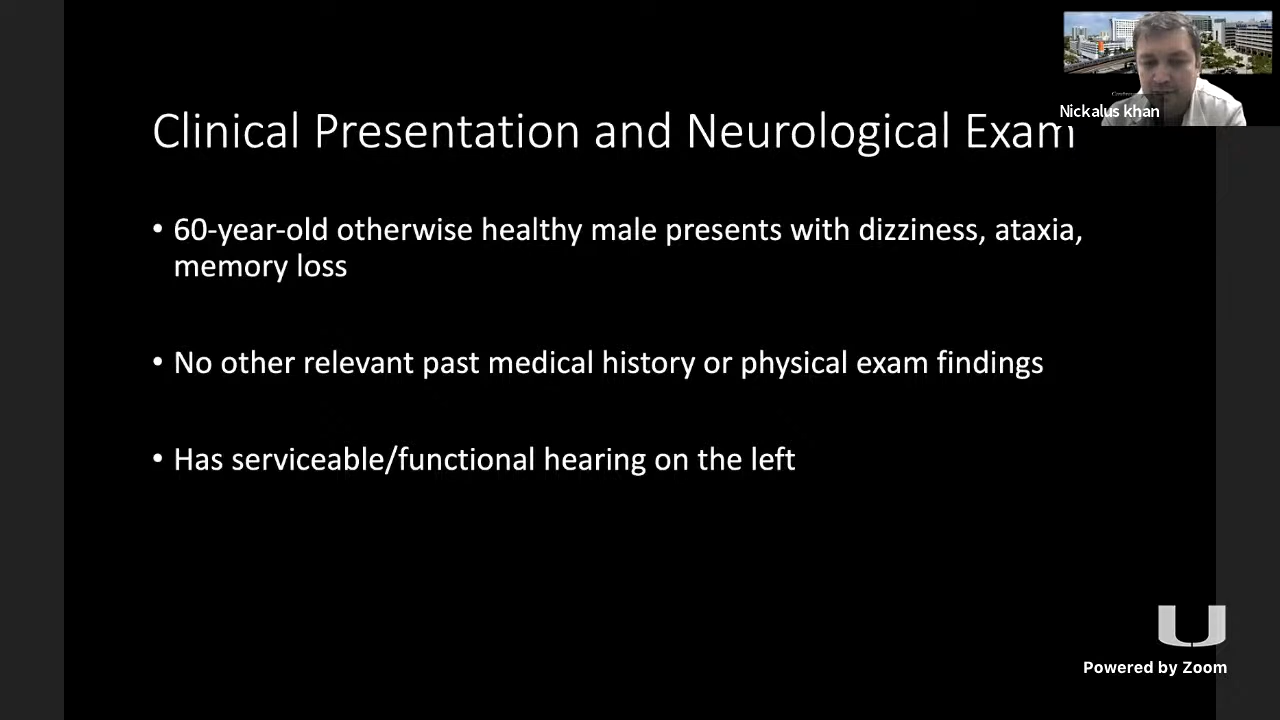 Nickalus khan
Clinical Presentation and Neurological Exam
• 60-year-old otherwise healthy male presents with dizziness, ataxia,
memory loss
• No other relevant past medical history or physical exam findings
• Has serviceable/functional hearing on the left
U
Powered by Zoom